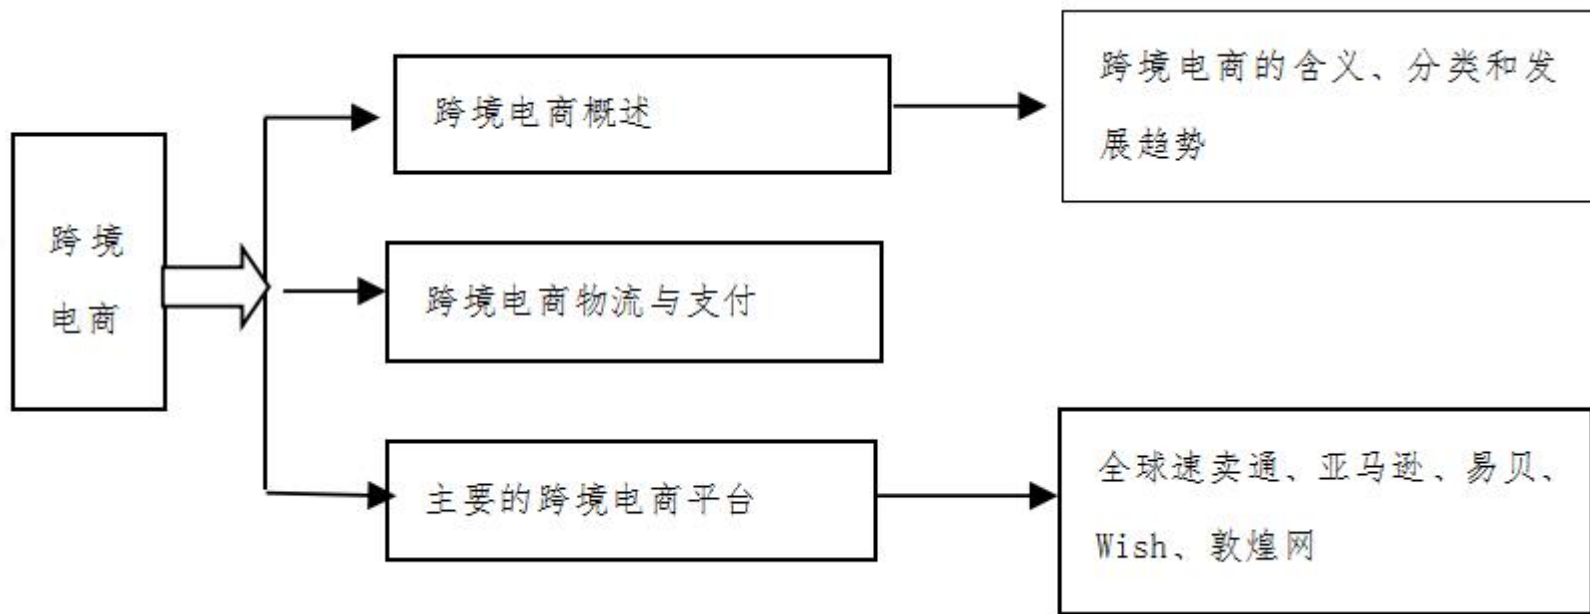 跨境
电商
跨境电商概述
跨境电商的含义、分类和发
展趋势
跨境电商物流与支付
主要的跨境电商平台
全球速卖通、亚马逊、易贝、
Wish、敦煌网